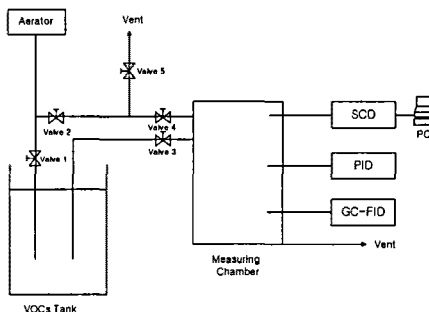 Aerator
Vent
Valve 5
Valve 2
Valve 4
Valve 3
Valve 1
SCD
PC
PID
GC-FID
Vent
Measuring
Chamber
VOCs Tank